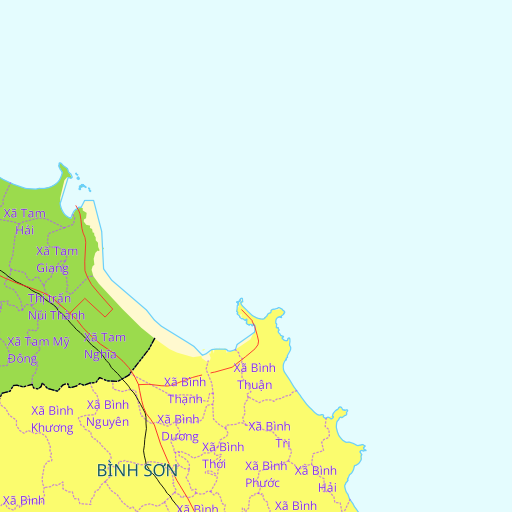 Xã Tam
Hải
Xã Tam
Giang
Thị trấn
Núi Thành
Xã Tam Mỹ
Đông
Xã Tam
Nghĩa
Xã Bình
Thuận
Xã Bình
Thạnh
Xã Bình
Khương
Xã Bình
Nguyên
Xã Bình
Dương
Xã Bình
Trị
Xã Bình
Thới
BÌNH SƠN
Xã Bình
Phước
Xã Bình
Hải
Xã Bình
Xã Bình
Xã Bình